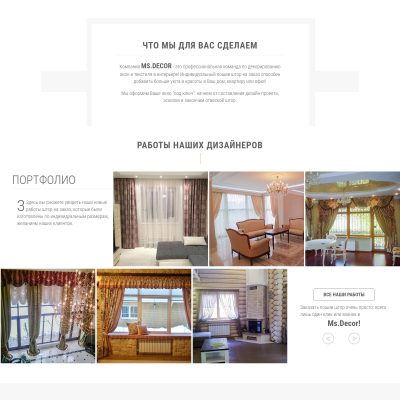 ЧТО МЫ ДЛЯ ВАС СДЕЛАЕМ
Компания MS.DECOR - это профессиональная команда по декорированию
окон и текстиля в интерьере! Индивидуальный пошив штор на заказ способен
добавить больше уюта и красоты в Ваш дом, квартиру или офис!
Мы оформим Ваше окно "под ключ": начинём от составления дизайн проекта,
эскизов и закончим отвеской штор.
РАБОТЫ НАШИХ ДИЗАЙНЕРОВ
ПОРТФОЛИО
Здесь вы сможете увидеть наши новые
работы штор на заказ, которые были
изготовлены по индивидуальным размерам,
желаниям наших клиентов.
ВСЕ НАШИ РАБОТЫ
Заказать пошив штор очень просто: всего
лишь один клик или звонок в
Ms.Decor!